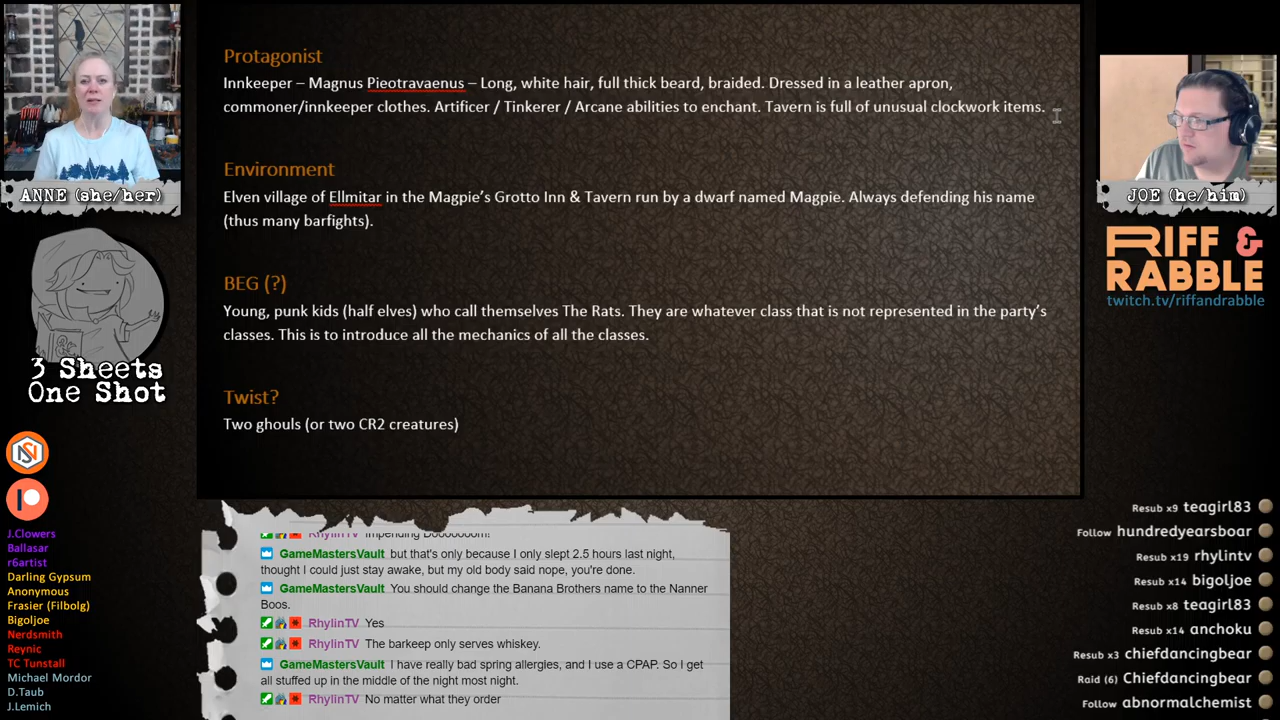 Protagonist
Innkeeper – Magnus Pieotravaenus – Long, white hair, full thick beard, braided. Dressed in a leather apron,
commoner/innkeeper clothes. Artificer / Tinkerer / Arcane abilities to enchant. Tavern is full of unusual clockwork items.
Environment
Elven village of Ellmitar in the Magpie's Grotto Inn & Tavern run by a dwarf named Magpie. Always defending his name
(thus many barfights).
BEG (?)
Young, punk kids (half elves) who call themselves The Rats. They are whatever class that is not represented in the party's
classes. This is to introduce all the mechanics of all the classes.
Twist?
Two ghouls (or two CR2 creatures)
ANNE (she/her)
JOE (he/him)
RIFF &
RABBLE
twitch.tv/riffandrabble
3 Sheets
One Shot
J.Clowers
Ballasar
r6artist
Darling Gypsum
Anonymous
Frasier (Filbolg)
Bigoljoe
Nerdsmith
Reynic
TC Tunstall
Michael Mordor
D.Taub
J.Lemich
RhylinTV Impending Dooooooom!
GameMastersVault but that's only because I only slept 2.5 hours last night,
thought I could just stay awake, but my old body said nope, you're done.
GameMastersVault You should change the Banana Brothers name to the Nanner
Boos.
RhylinTV Yes
RhylinTV The barkeep only serves whiskey.
GameMastersVault I have really bad spring allergies, and I use a CPAP. So I get
all stuffed up in the middle of the night most night.
RhylinTV No matter what they order
Resub x9 teagirl83
Follow hundredyearsboar
Resub x19 rhylintv
Resub x14 bigoljoe
Resub x8 teagirl83
Resub x14 anchoku
Resub x3 chiefdancingbear
Raid (6) Chiefdancingbear
Follow abnormalchemist